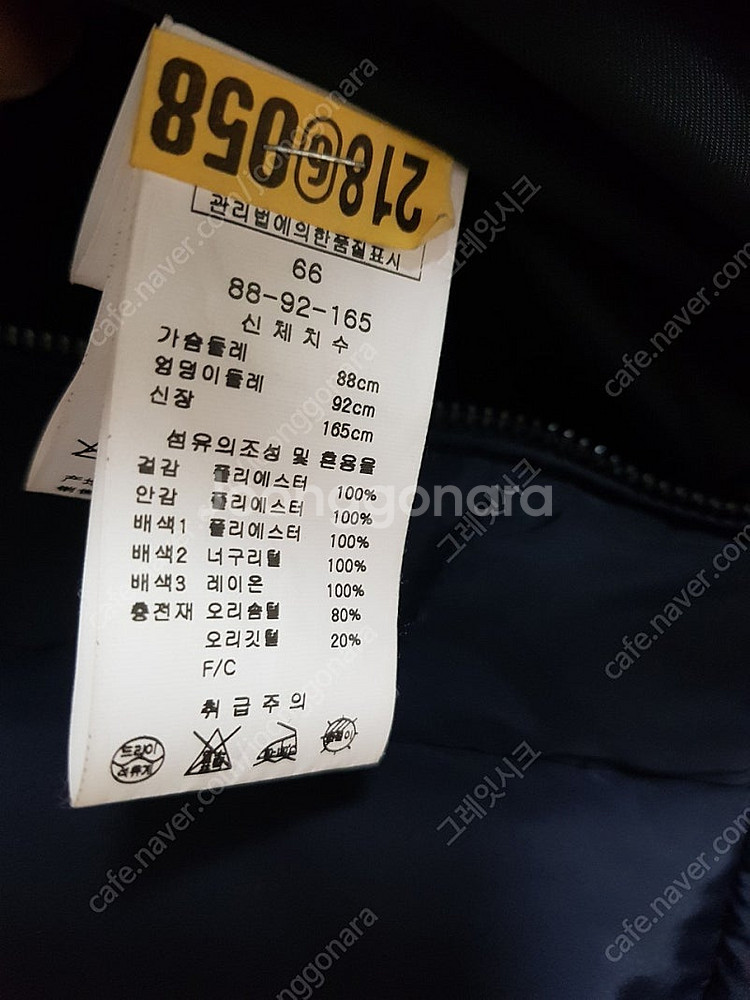 218⑥058
관리법에의한품질표시
66
88-92-165
신체치수
가슴둘레 88cm
엉덩이둘레 92cm
신장 165cm
섬유의조성 및 혼용율
겉감 폴리에스터 100%
안감 폴리에스터 100%
배색1 폴리에스터 100%
배색2 너구리털 100%
배색3 레이온 100%
충전재 오리솜털 80%
오리깃털 20%
F/C
취급주의
드라이
석유계
joonggonara
그레잇시크
cafe.naver.com/joonggonara